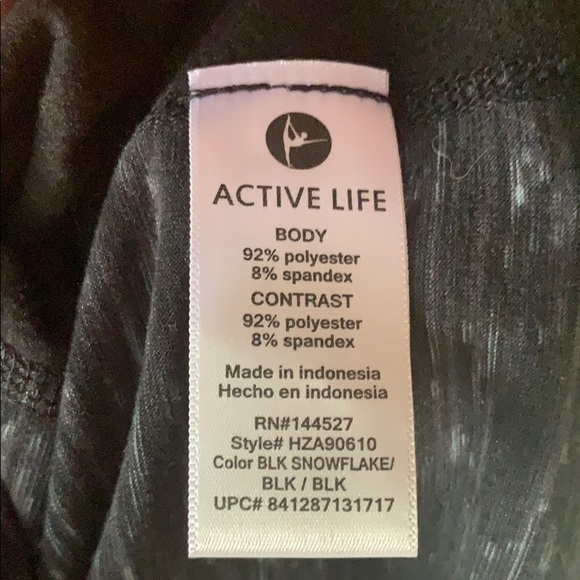 ACTIVE LIFE
BODY
92% polyester
8% spandex
CONTRAST
92% polyester
8% spandex
Made in indonesia
Hecho en indonesia
RN#144527
Style# HZA90610
Color BLK SNOWFLAKE/
BLK / BLK
UPC# 841287131717